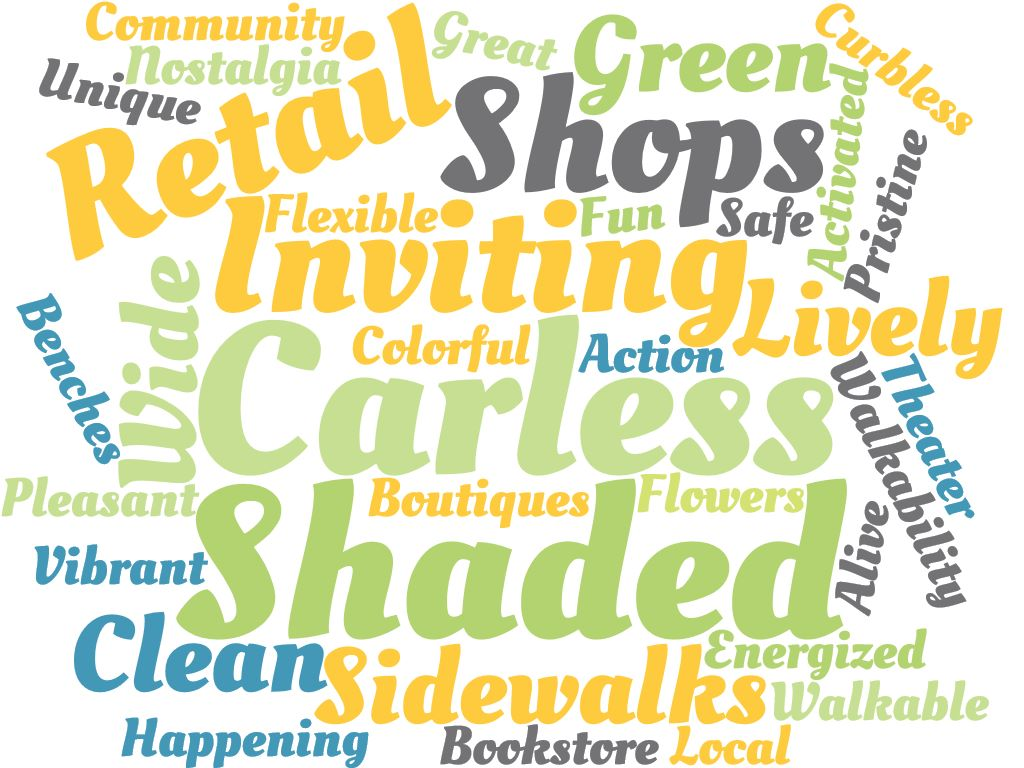 Community
Great
Green
Curbless
Nostalgia
Unique
Retail
Shops
Activated
Pristine
Flexible
Fun
Safe
Inviting
Wide
Lively
Benches
Colorful
Action
Carless
Theater
Walkability
Pleasant
Boutiques
Flowers
Shaded
Alive
Vibrant
Clean
Sidewalks
Energized
Walkable
Happening
Bookstore
Local